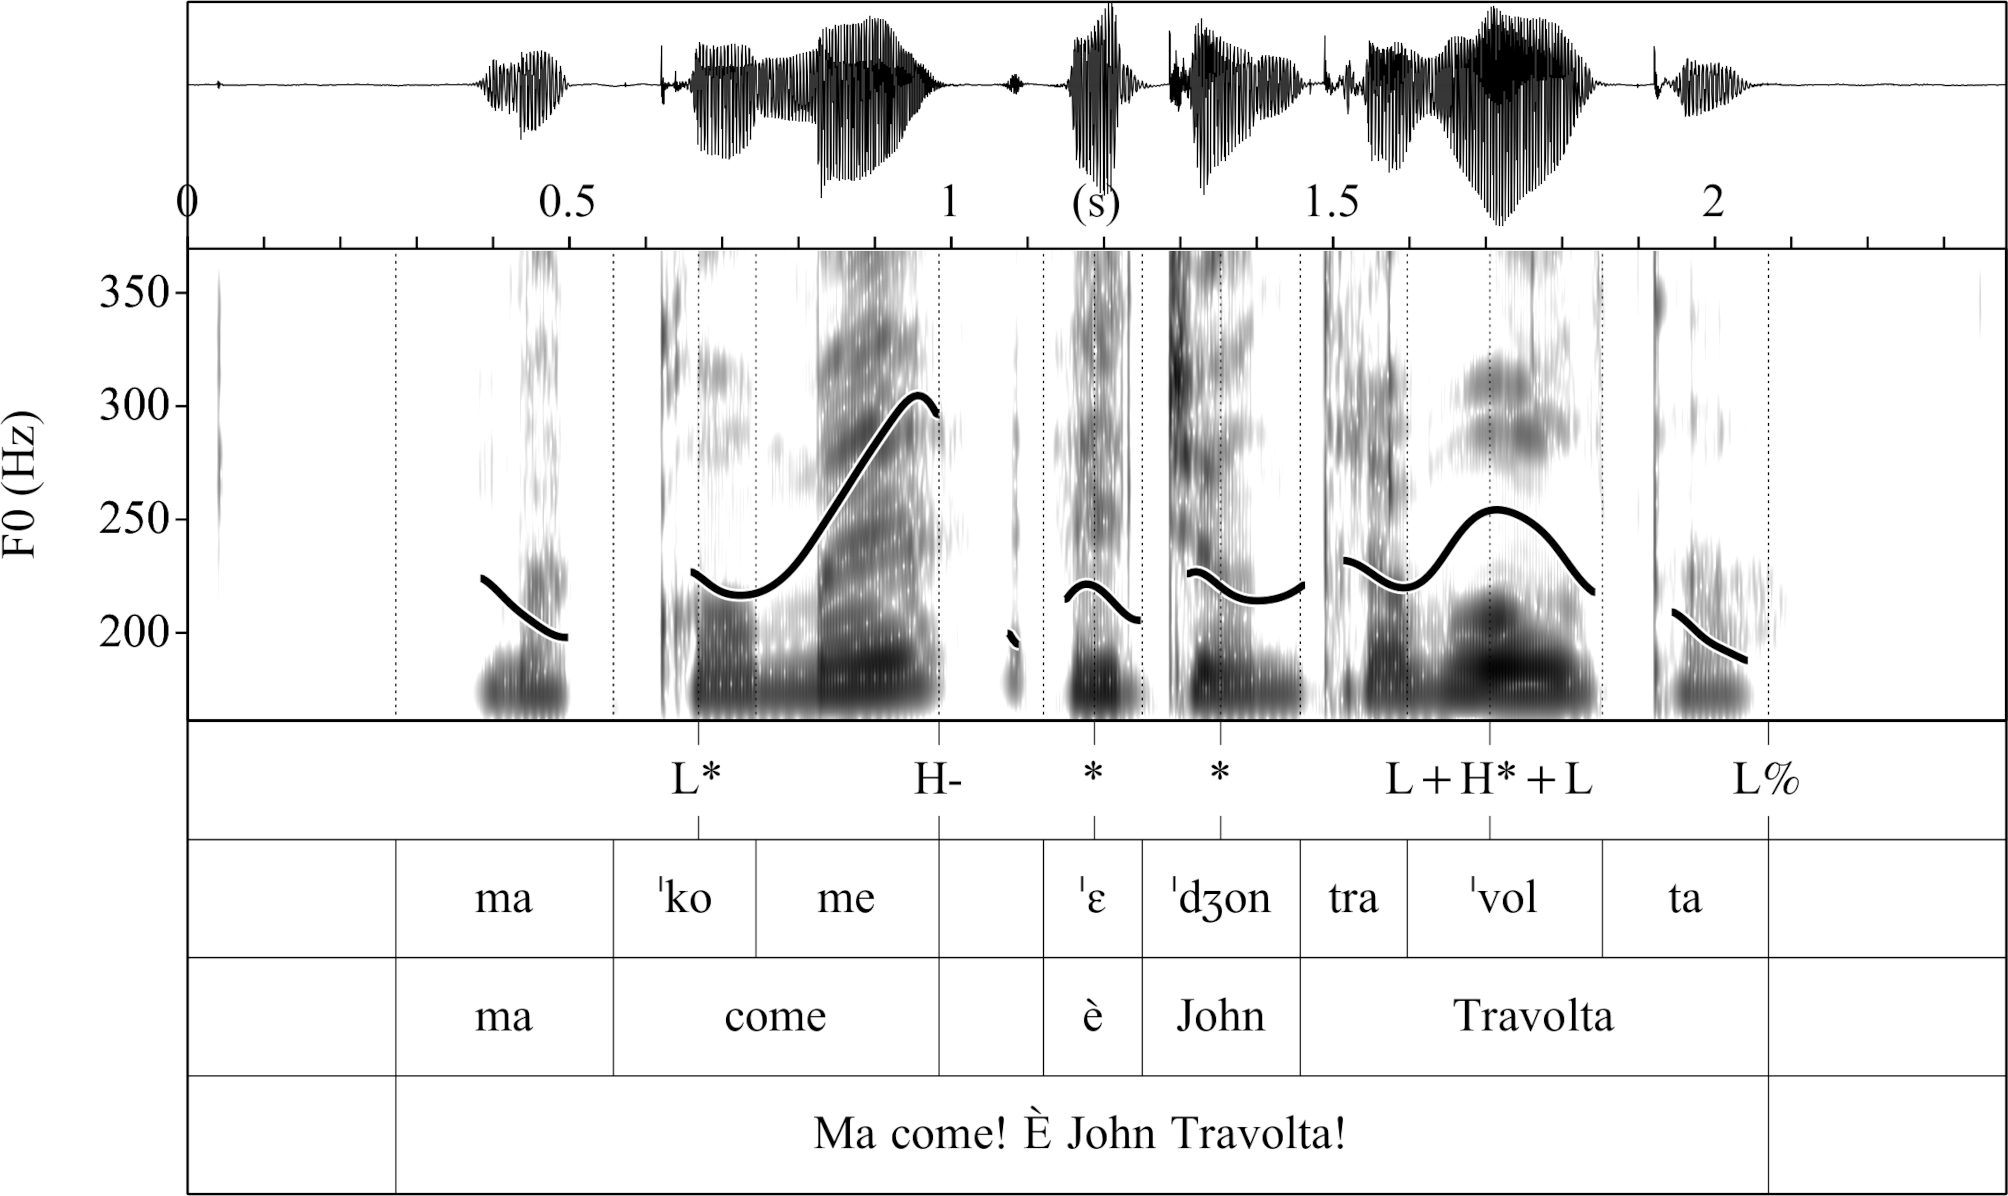 0 0.5 1 (s) 1.5 2
F0 (Hz)
350
300
250
200
L* H- * * L+H*+L L%
ma ˈko me ˈɛ ˈdʒon tra ˈvol ta
ma come è John Travolta
Ma come! È John Travolta!